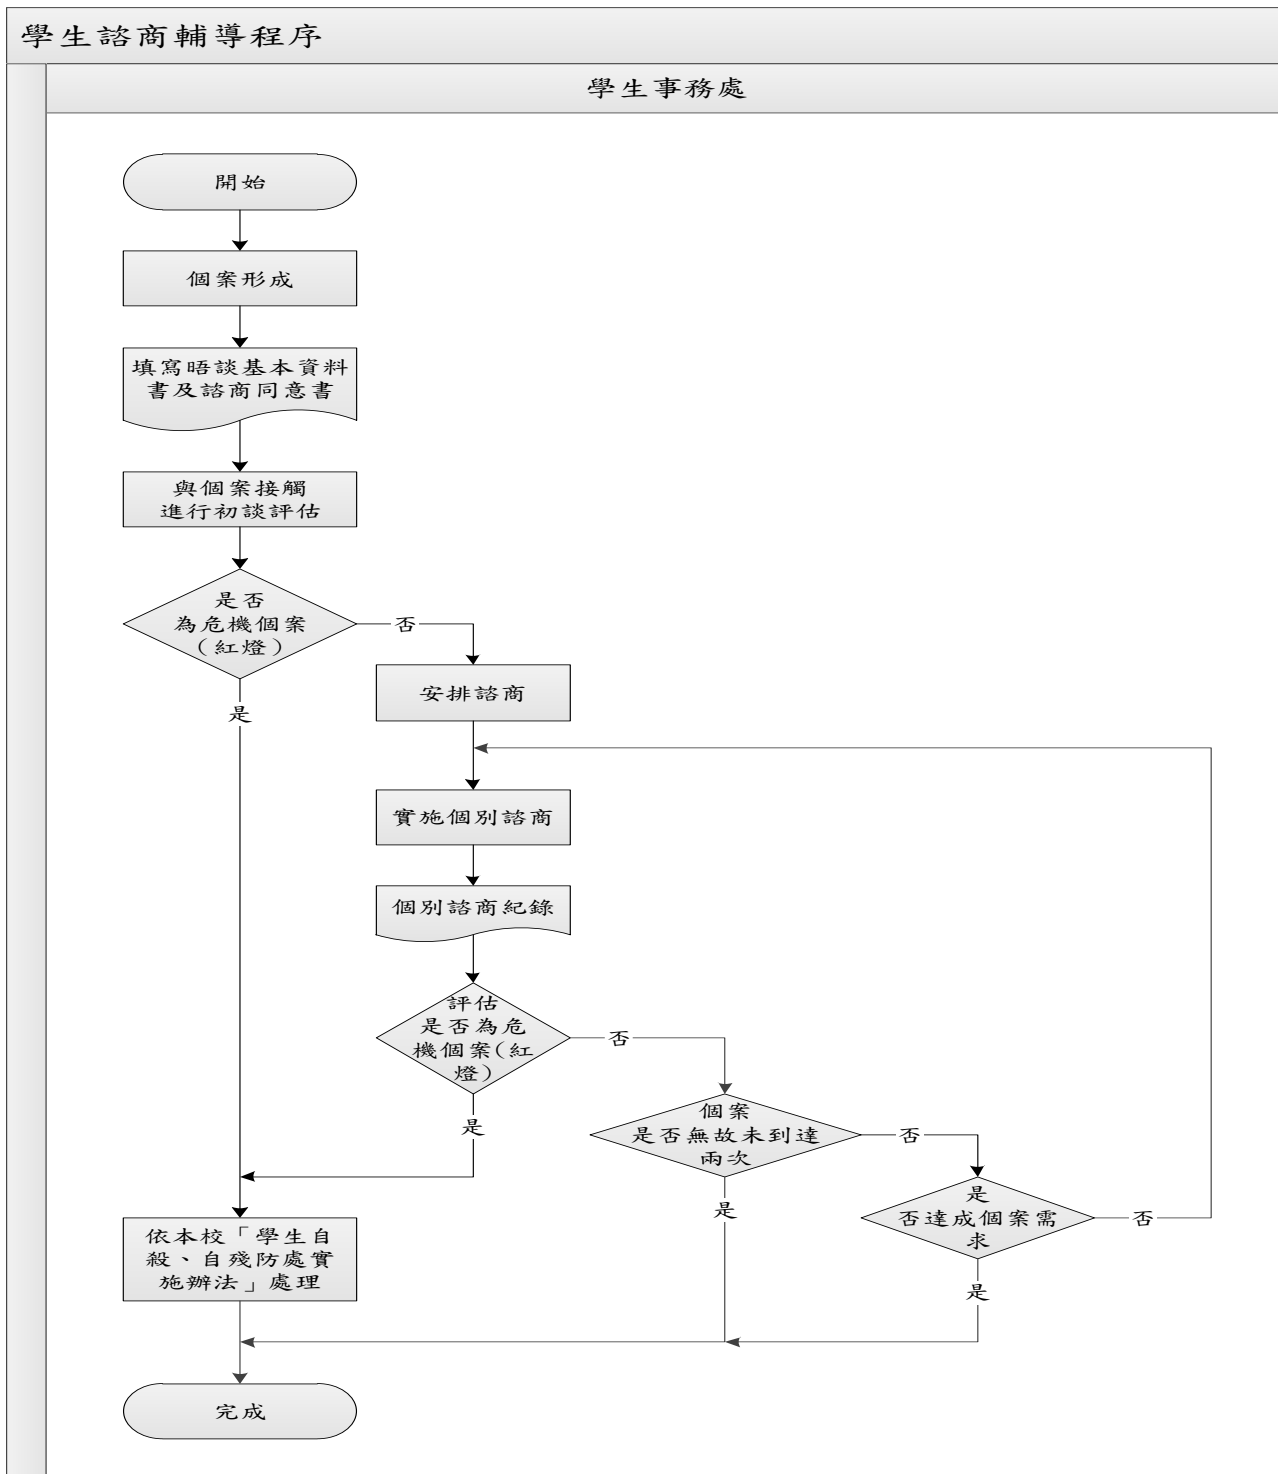 學生諮商輔導程序
學生事務處
開始
個案形成
填寫晤談基本資料
書及諮商同意書
與個案接觸
進行初談評估
是否
為危機個案
（紅燈）
否
是
安排諮商
實施個別諮商
個別諮商紀錄
評估
是否為危
機個案(紅
燈)
否
是
個案
是否無故未到達
兩次
否
是
是
否達成個案需
求
否
是
依本校「學生自
殺、自殘防處實
施辦法」處理
完成